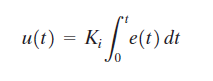 u(t) = K_i ∫_0^t e(t) dt